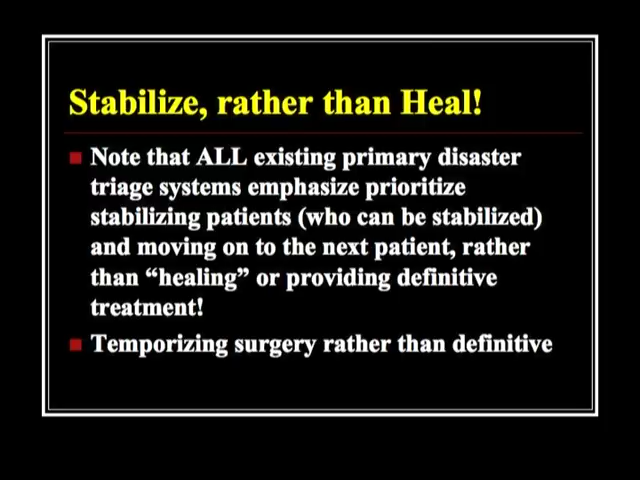 Stabilize, rather than Heal!
Note that ALL existing primary disaster
triage systems emphasize prioritize
stabilizing patients (who can be stabilized)
and moving on to the next patient, rather
than “healing” or providing definitive
treatment!
Temporizing surgery rather than definitive